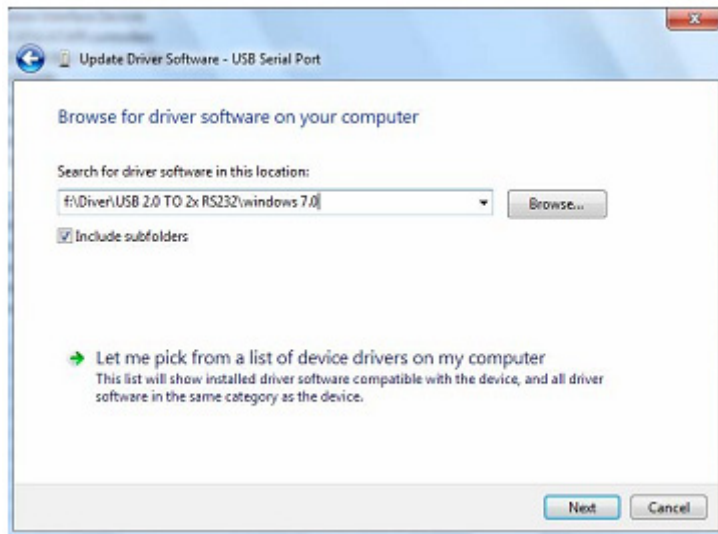 Update Driver Software - USB Serial Port
Browse for driver software on your computer
Search for driver software in this location:
f:\Diver\USB 2.0 TO 2x RS232\windows 7.0
Browse...
Include subfolders
Let me pick from a list of device drivers on my computer
This list will show installed driver software compatible with the device, and all driver
software in the same category as the device.
Next
Cancel